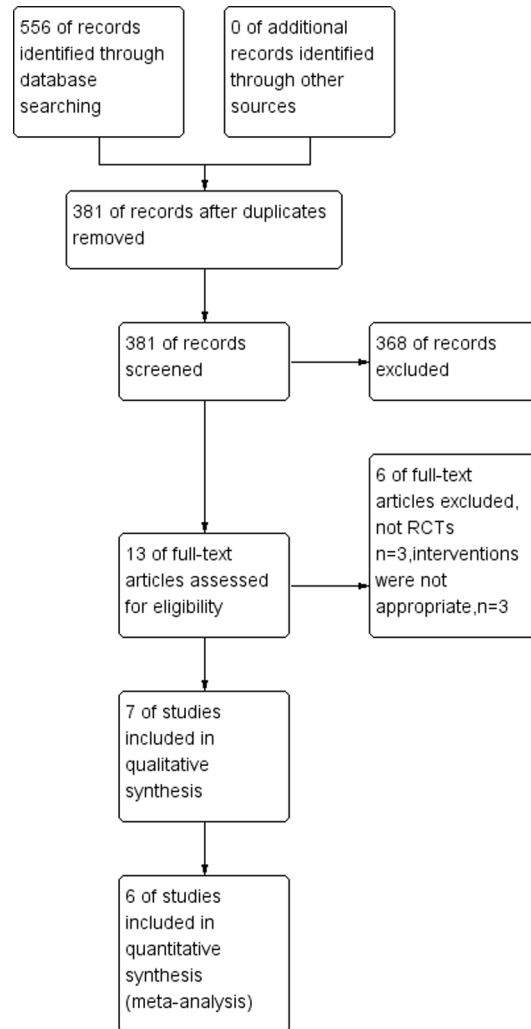 556 of records
identified through
database
searching
0 of additional
records identified
through other
sources
381 of records after duplicates
removed
381 of records
screened
368 of records
excluded
13 of full-text
articles assessed
for eligibility
6 of full-text
articles excluded,
not RCTs
n=3,interventions
were not
appropriate,n=3
7 of studies
included in
qualitative
synthesis
6 of studies
included in
quantitative
synthesis
(meta-analysis)